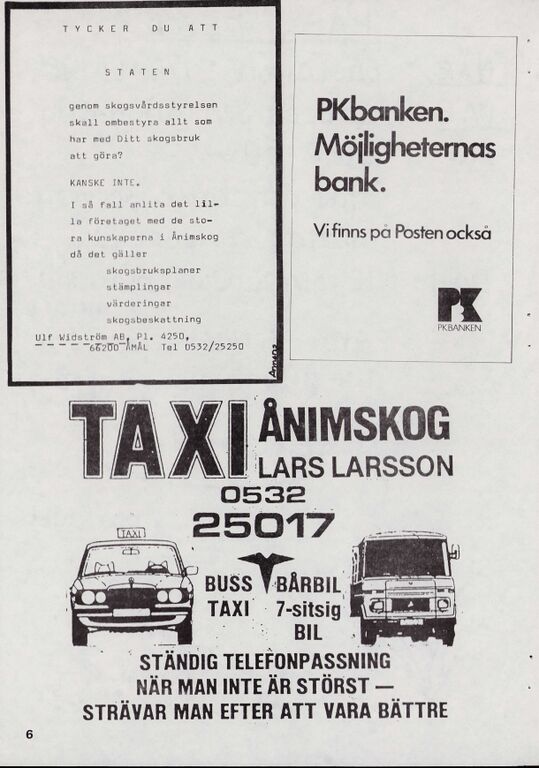 TYCKER DU ATT
STATEN
genom skogsvårdsstyrelsen
skall ombestyra allt som
har med Ditt skogsbruk
att göra?
KANSKE INTE.
I så fall anlita det lil-
la företaget med de sto-
ra kunskaperna i Ånimskog
då det gäller
skogsbruksplaner
stämplingar
värderingar
skogsbeskattning
Ulf Widström AB, Pl. 4250,
66200 ÅMÅL Tel 0532/25250
PKbanken.
Möjligheternas
bank.
Vi finns på Posten också
PK
PKBANKEN
TAXI ÅNIMSKOG
LARS LARSSON
0532
25017
TAXI
BUSS
TAXI
BÅRBIL
7-sitsig
BIL
STÄNDIG TELEFONPASSNING
NÄR MAN INTE ÄR STÖRST —
STRÄVAR MAN EFTER ATT VARA BÄTTRE
6